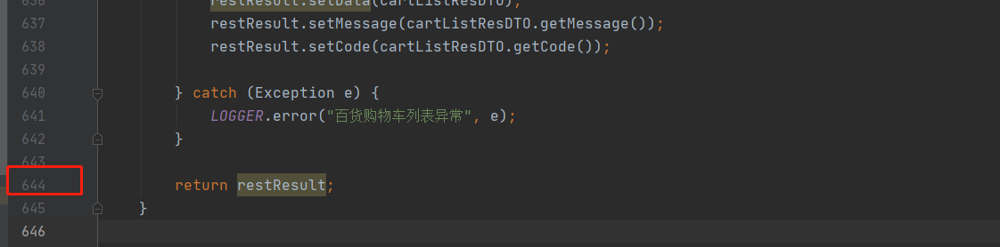 636 restResult.setData(cartListResDTO);
637 restResult.setMessage(cartListResDTO.getMessage());
638 restResult.setCode(cartListResDTO.getCode());
639
640 } catch (Exception e) {
641 LOGGER.error("百货购物车列表异常", e);
642 }
643
644 return restResult;
645 }
646